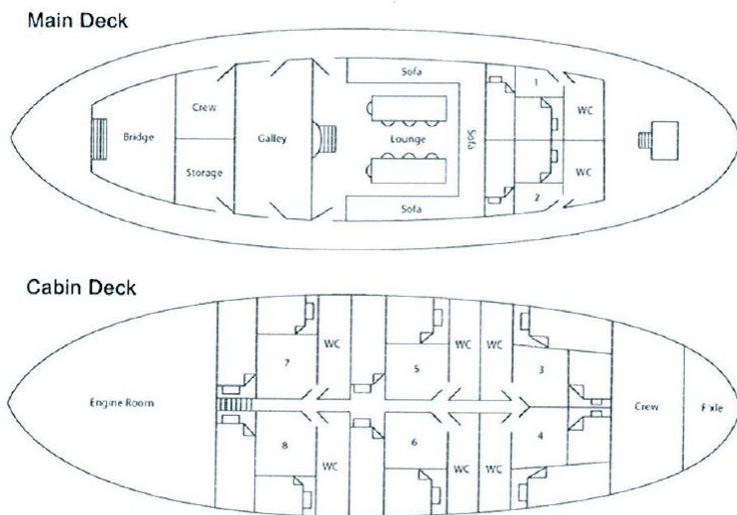 Main Deck
Sofa
1
Crew
WC
Bridge
Galley
Lounge
Sofa
Storage
WC
Sofa
2
Cabin Deck
WC
WC
WC
7
5
3
Engine Room
Crew
F'xle
8
6
4
WC
WC
WC